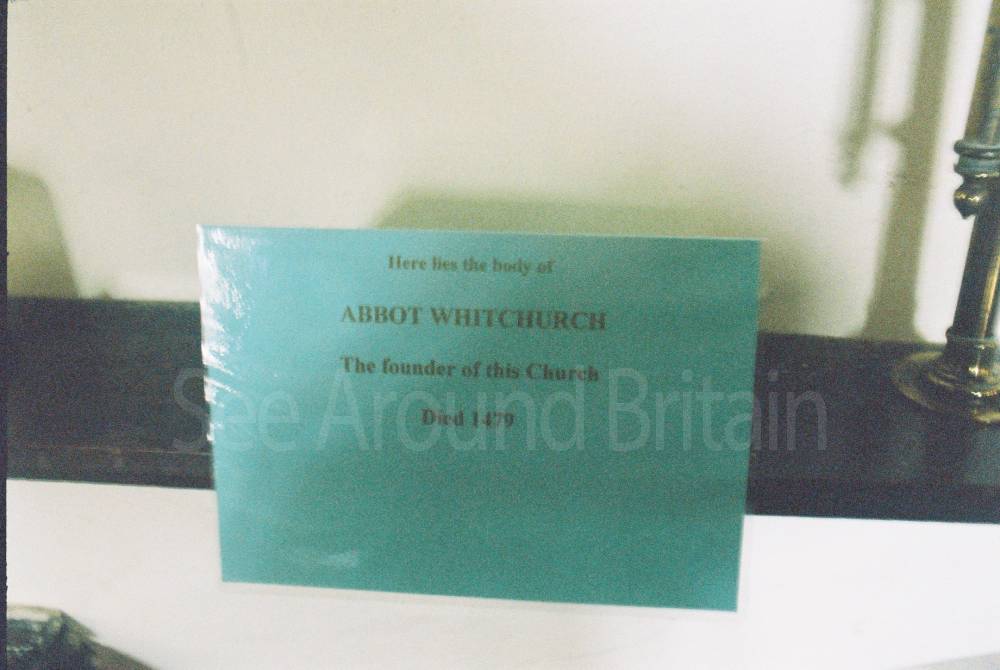 Here lies the body of
ABBOT WHITCHURCH
The founder of this Church
Died 1479
See Around Britain